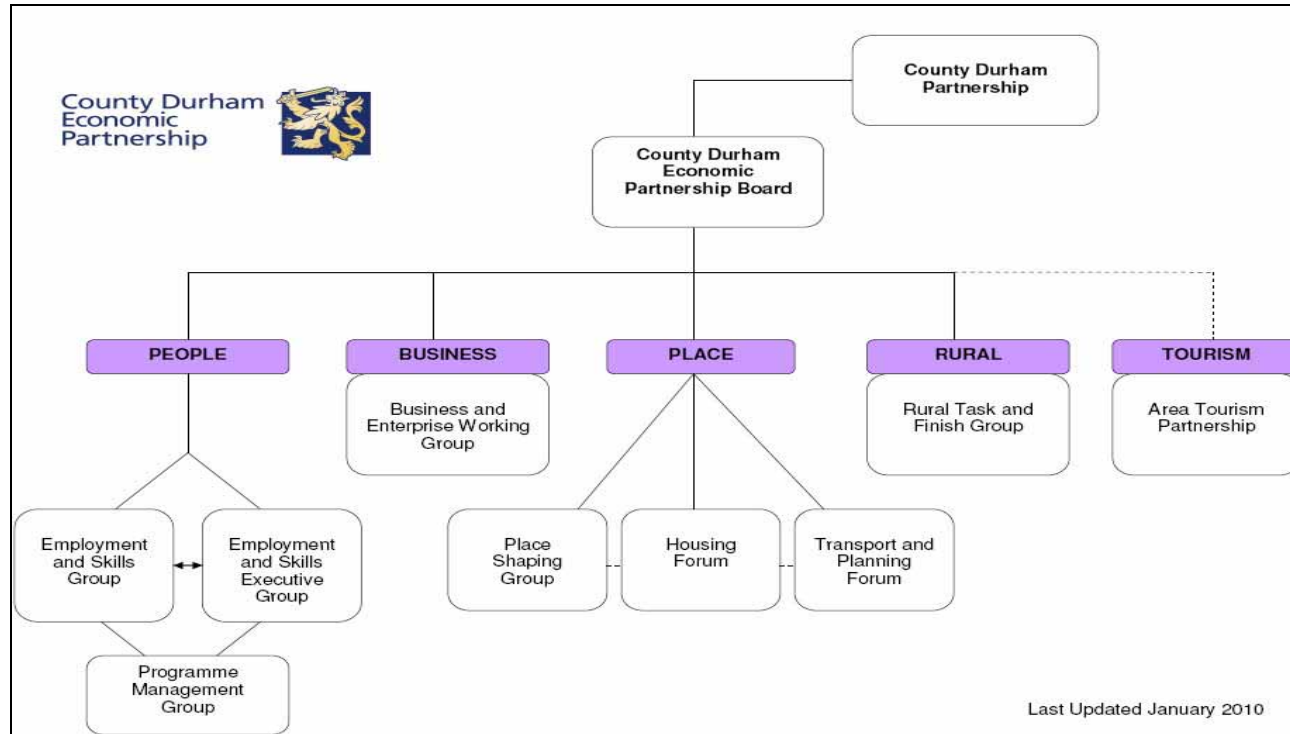 County Durham
Economic
Partnership
County Durham
Partnership
County Durham
Economic
Partnership Board
PEOPLE
BUSINESS
PLACE
RURAL
TOURISM
Business and
Enterprise Working
Group
Rural Task and
Finish Group
Area Tourism
Partnership
Employment
and Skills
Group
Employment
and Skills
Executive
Group
Place
Shaping
Group
Housing
Forum
Transport and
Planning
Forum
Programme
Management
Group
Last Updated January 2010